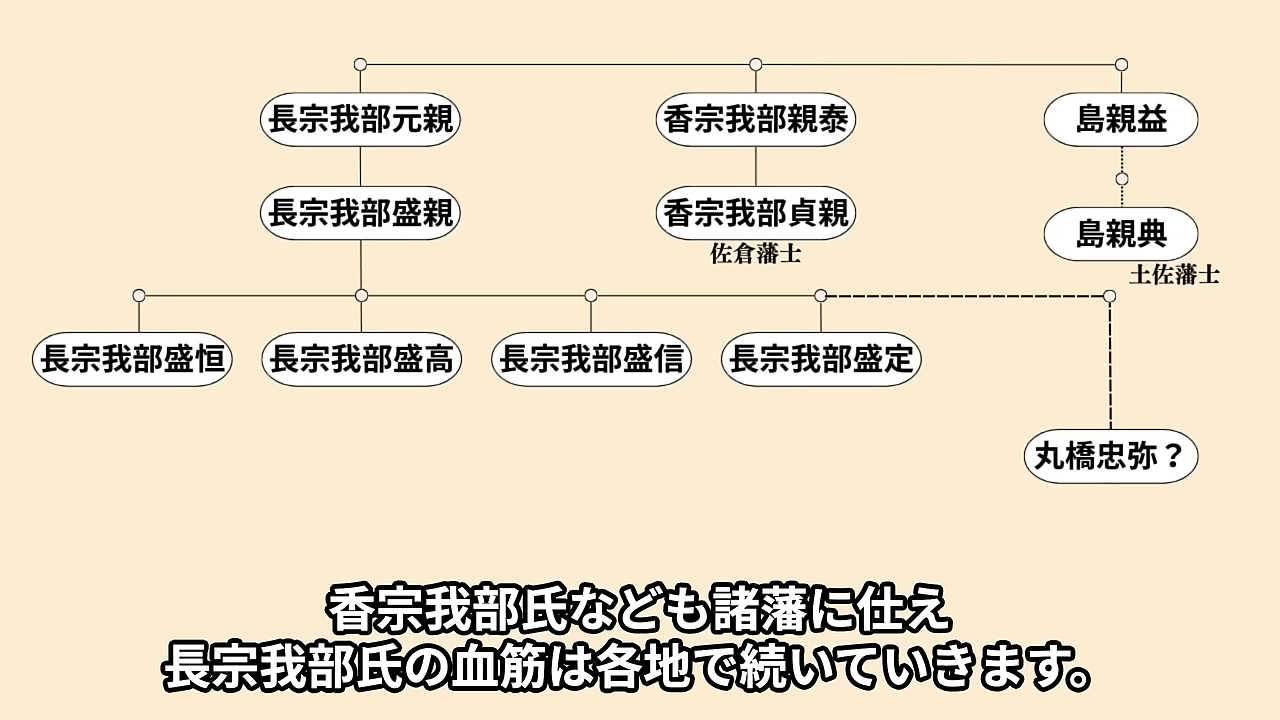 長宗我部元親
香宗我部親泰
島親益
長宗我部盛親
香宗我部貞親
島親典
佐倉藩士
土佐藩士
長宗我部盛恒
長宗我部盛高
長宗我部盛信
長宗我部盛定
丸橋忠弥？
香宗我部氏なども諸藩に仕え
長宗我部氏の血筋は各地で続いていきます。